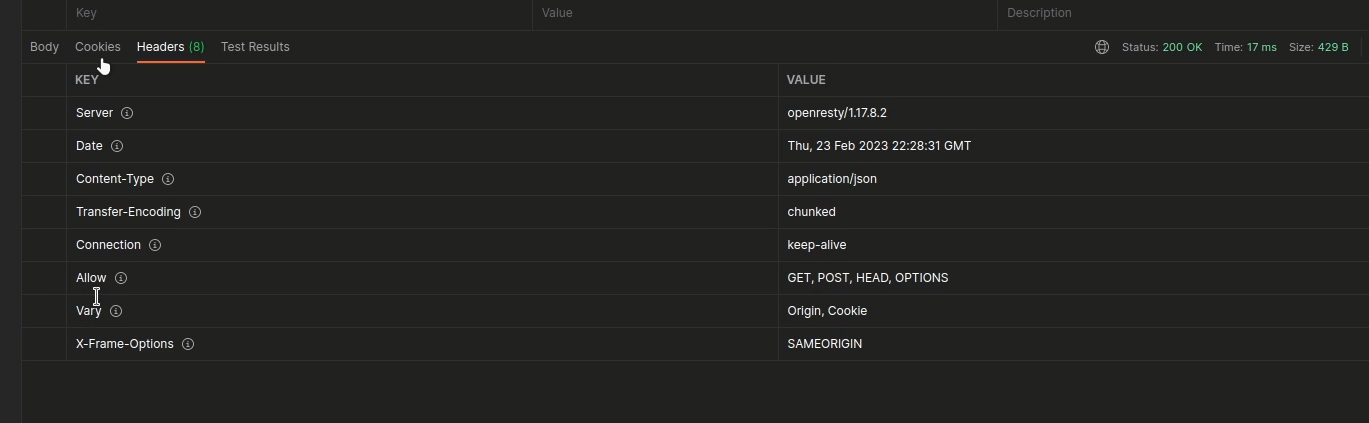 Key Value Description
Body Cookies Headers (8) Test Results Status: 200 OK Time: 17 ms Size: 429 B
KEY VALUE
Server openresty/1.17.8.2
Date Thu, 23 Feb 2023 22:28:31 GMT
Content-Type application/json
Transfer-Encoding chunked
Connection keep-alive
Allow GET, POST, HEAD, OPTIONS
Vary Origin, Cookie
X-Frame-Options SAMEORIGIN